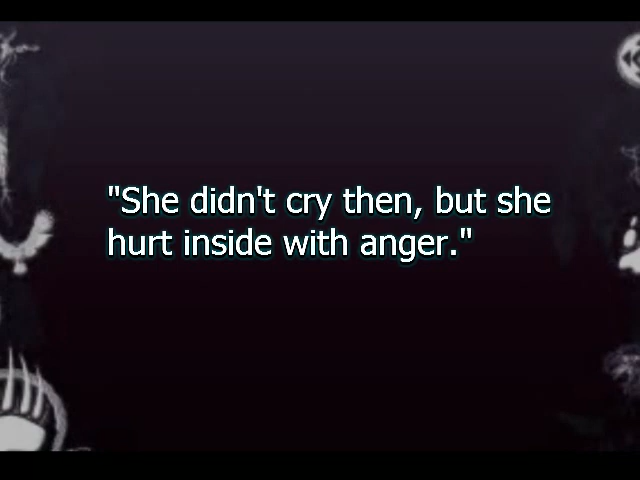 "She didn't cry then, but she
hurt inside with anger."